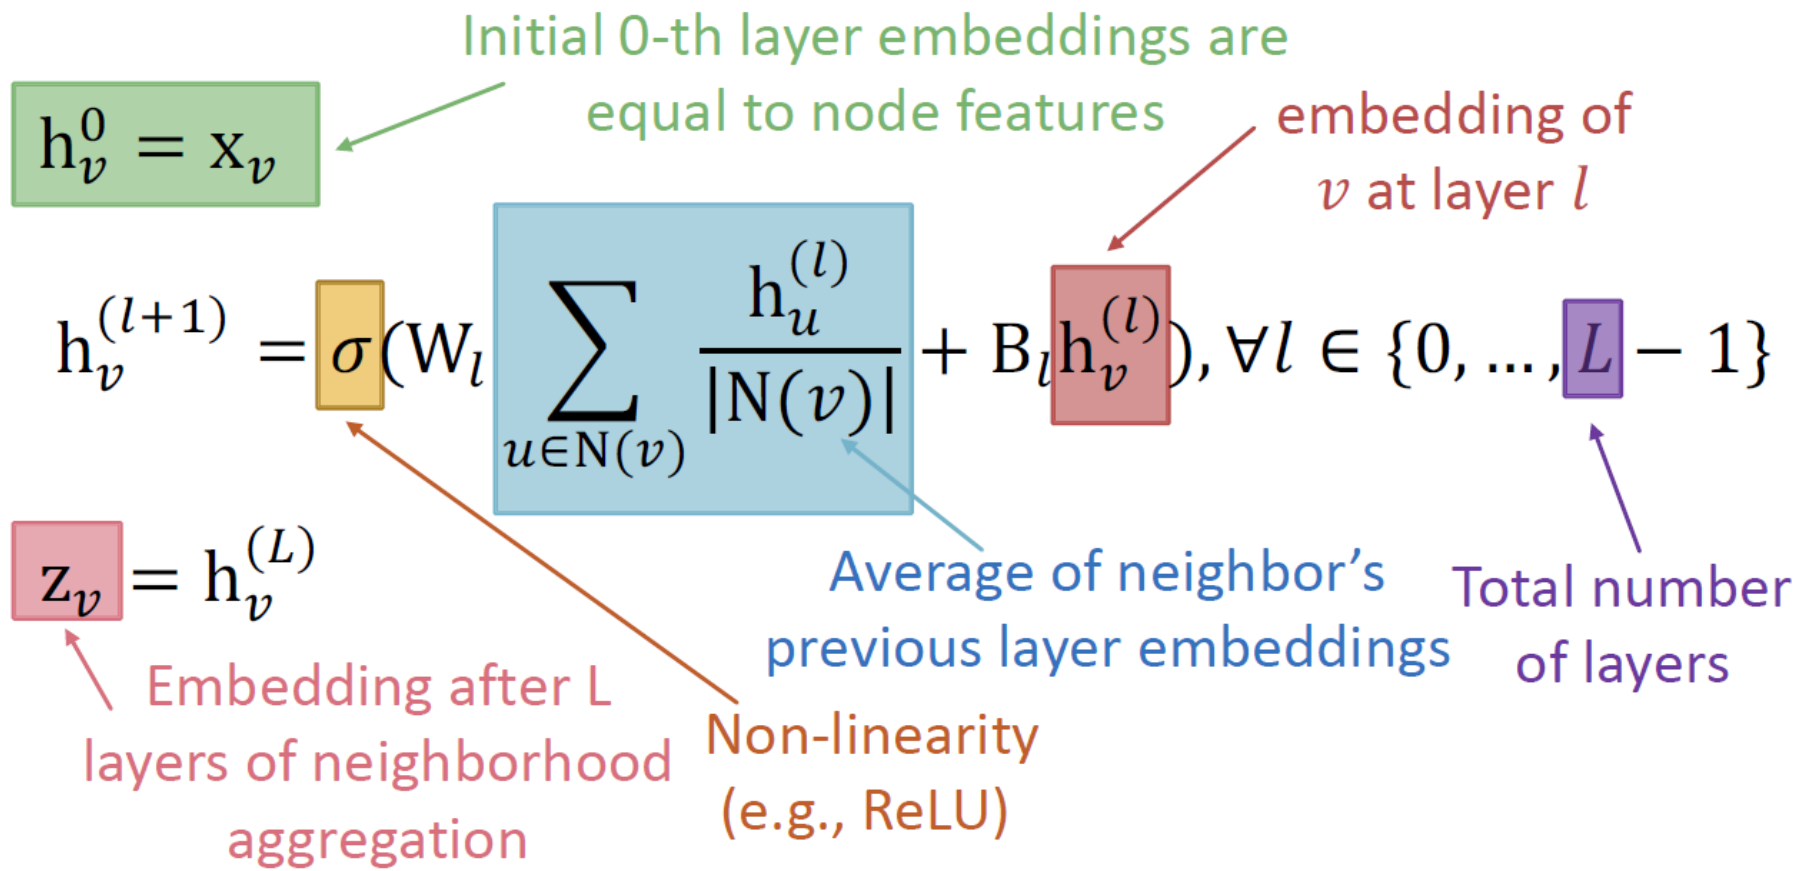 Initial 0-th layer embeddings are
equal to node features
h_v^0 = x_v
embedding of
v at layer l
h_v^{(l+1)} = σ(W_l ∑_{u∈N(v)} h_u^{(l)} / |N(v)| + B_l h_v^{(l)}), ∀l ∈ {0, …, L − 1}
z_v = h_v^{(L)}
Average of neighbor’s
previous layer embeddings
Total number
of layers
Embedding after L
layers of neighborhood
aggregation
Non-linearity
(e.g., ReLU)